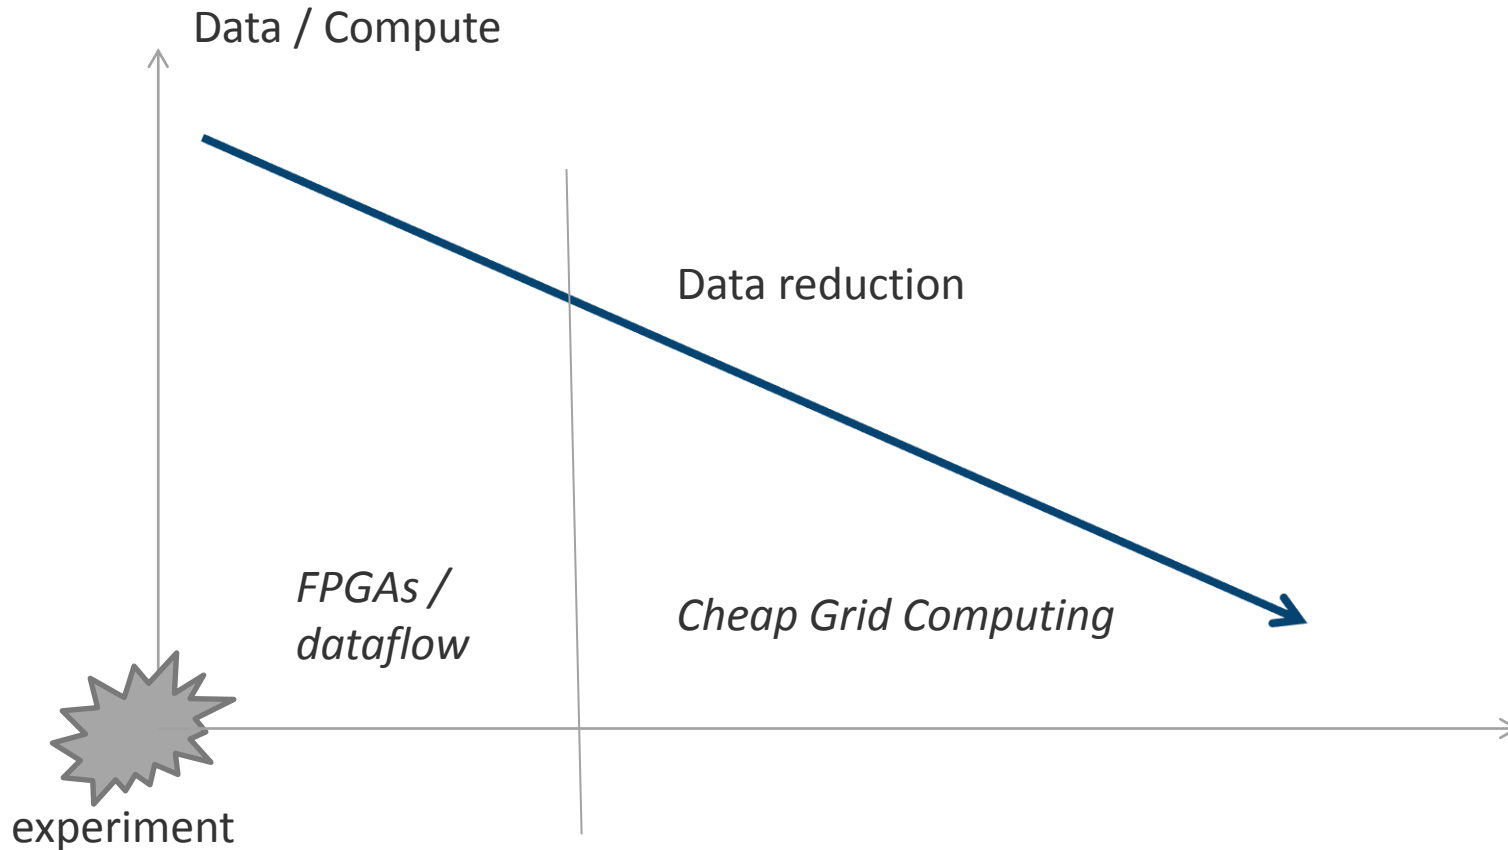 Data / Compute
Data reduction
FPGAs /
dataflow
Cheap Grid Computing
experiment